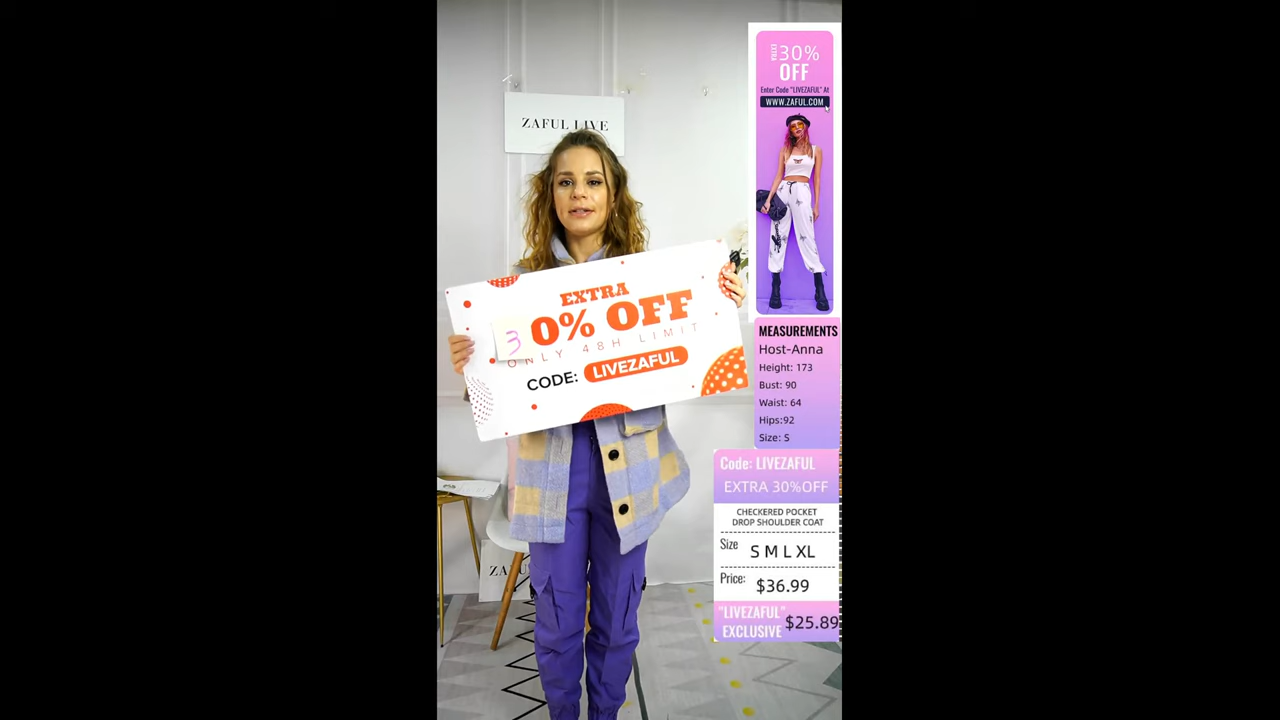 ZAFUL LIVE
EXTRA
30% OFF
ONLY 48H LIMIT
CODE: LIVEZAFUL
EXTRA 30%
OFF
Enter Code "LIVEZAFUL" At
WWW.ZAFUL.COM
MEASUREMENTS
Host-Anna
Height: 173
Bust: 90
Waist: 64
Hips:92
Size: S
Code: LIVEZAFUL
EXTRA 30%OFF
CHECKERED POCKET
DROP SHOULDER COAT
Size S M L XL
Price: $36.99
"LIVEZAFUL"
EXCLUSIVE $25.89